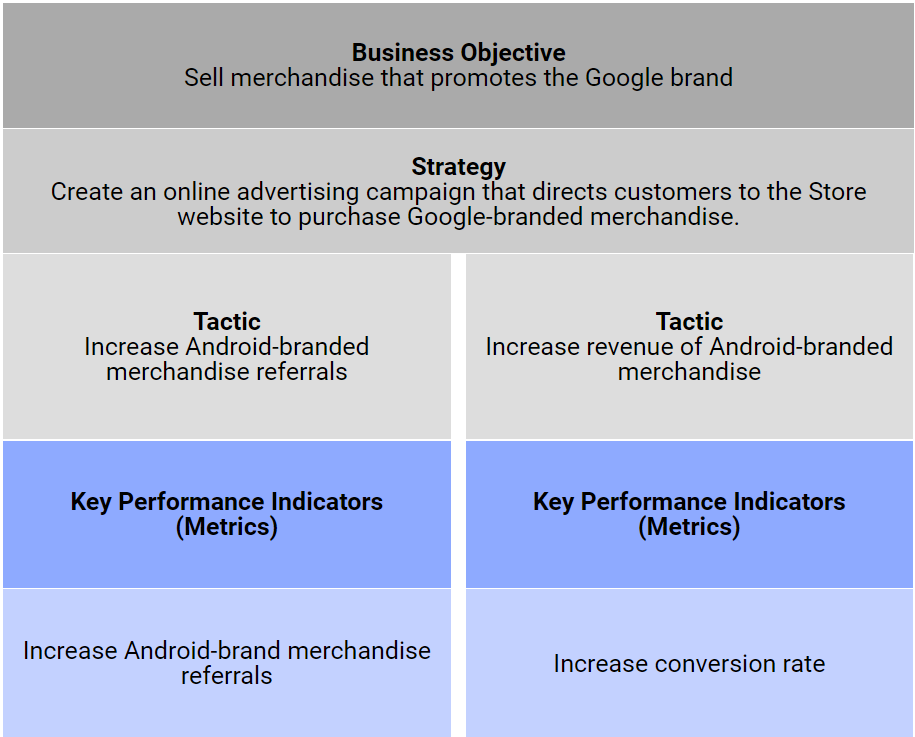 Business Objective
Sell merchandise that promotes the Google brand
Strategy
Create an online advertising campaign that directs customers to the Store
website to purchase Google-branded merchandise.
Tactic
Increase Android-branded
merchandise referrals
Tactic
Increase revenue of Android-branded
merchandise
Key Performance Indicators
(Metrics)
Key Performance Indicators
(Metrics)
Increase Android-brand merchandise
referrals
Increase conversion rate